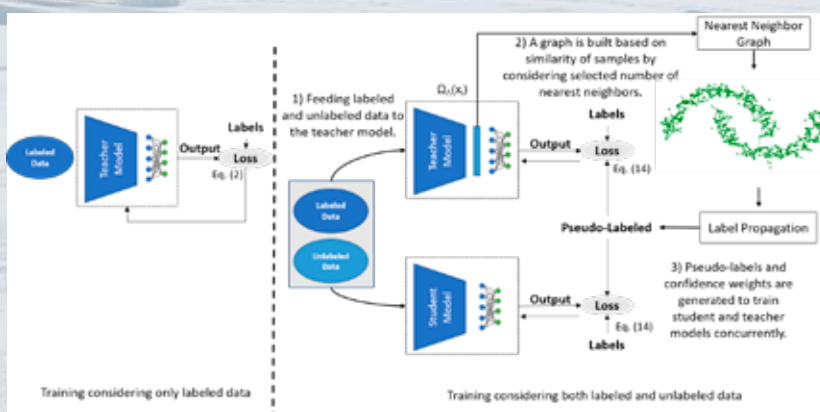 Labeled
Data
Teacher
Model
Output
Labels
Loss
Eq. (2)
Training considering only labeled data
1) Feeding labeled
and unlabeled data to
the teacher model.
Labeled
Data
Unlabeled
Data
Teacher
Model
2) A graph is built based on
similarity of samples by
considering selected number of
nearest neighbors.
Labels
Output
Loss
Eq. (14)
Nearest Neighbor
Graph
Label Propagation
Pseudo-Labeled
3) Pseudo-labels and
confidence weights are
generated to train
student and teacher
models concurrently.
Student
Model
Output
Loss
Eq. (14)
Labels
Training considering both labeled and unlabeled data